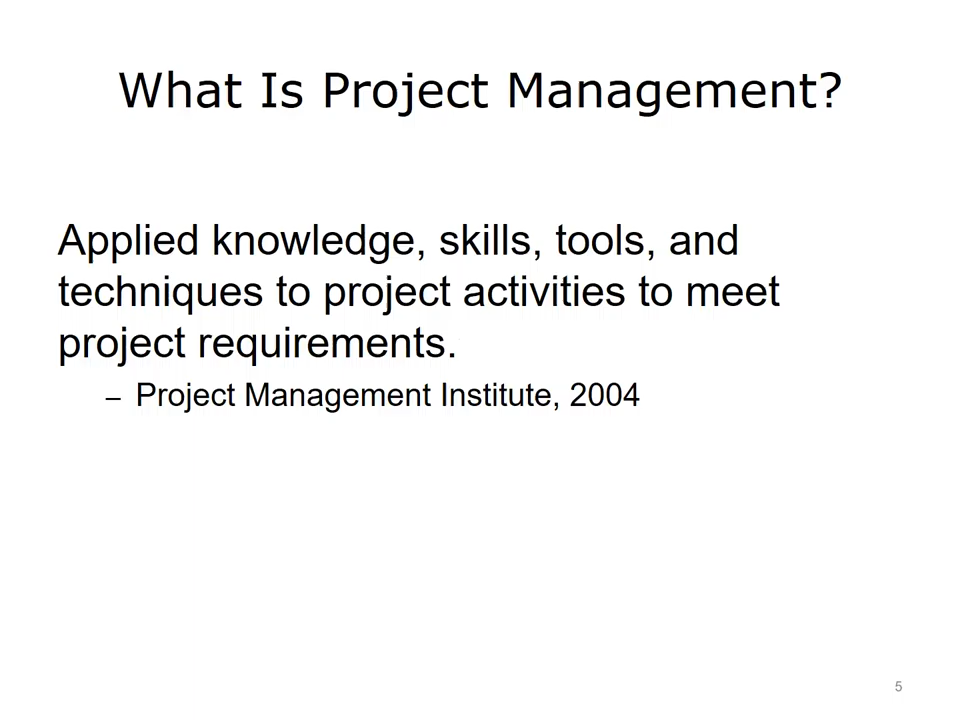 What Is Project Management?
Applied knowledge, skills, tools, and
techniques to project activities to meet
project requirements.
– Project Management Institute, 2004
5